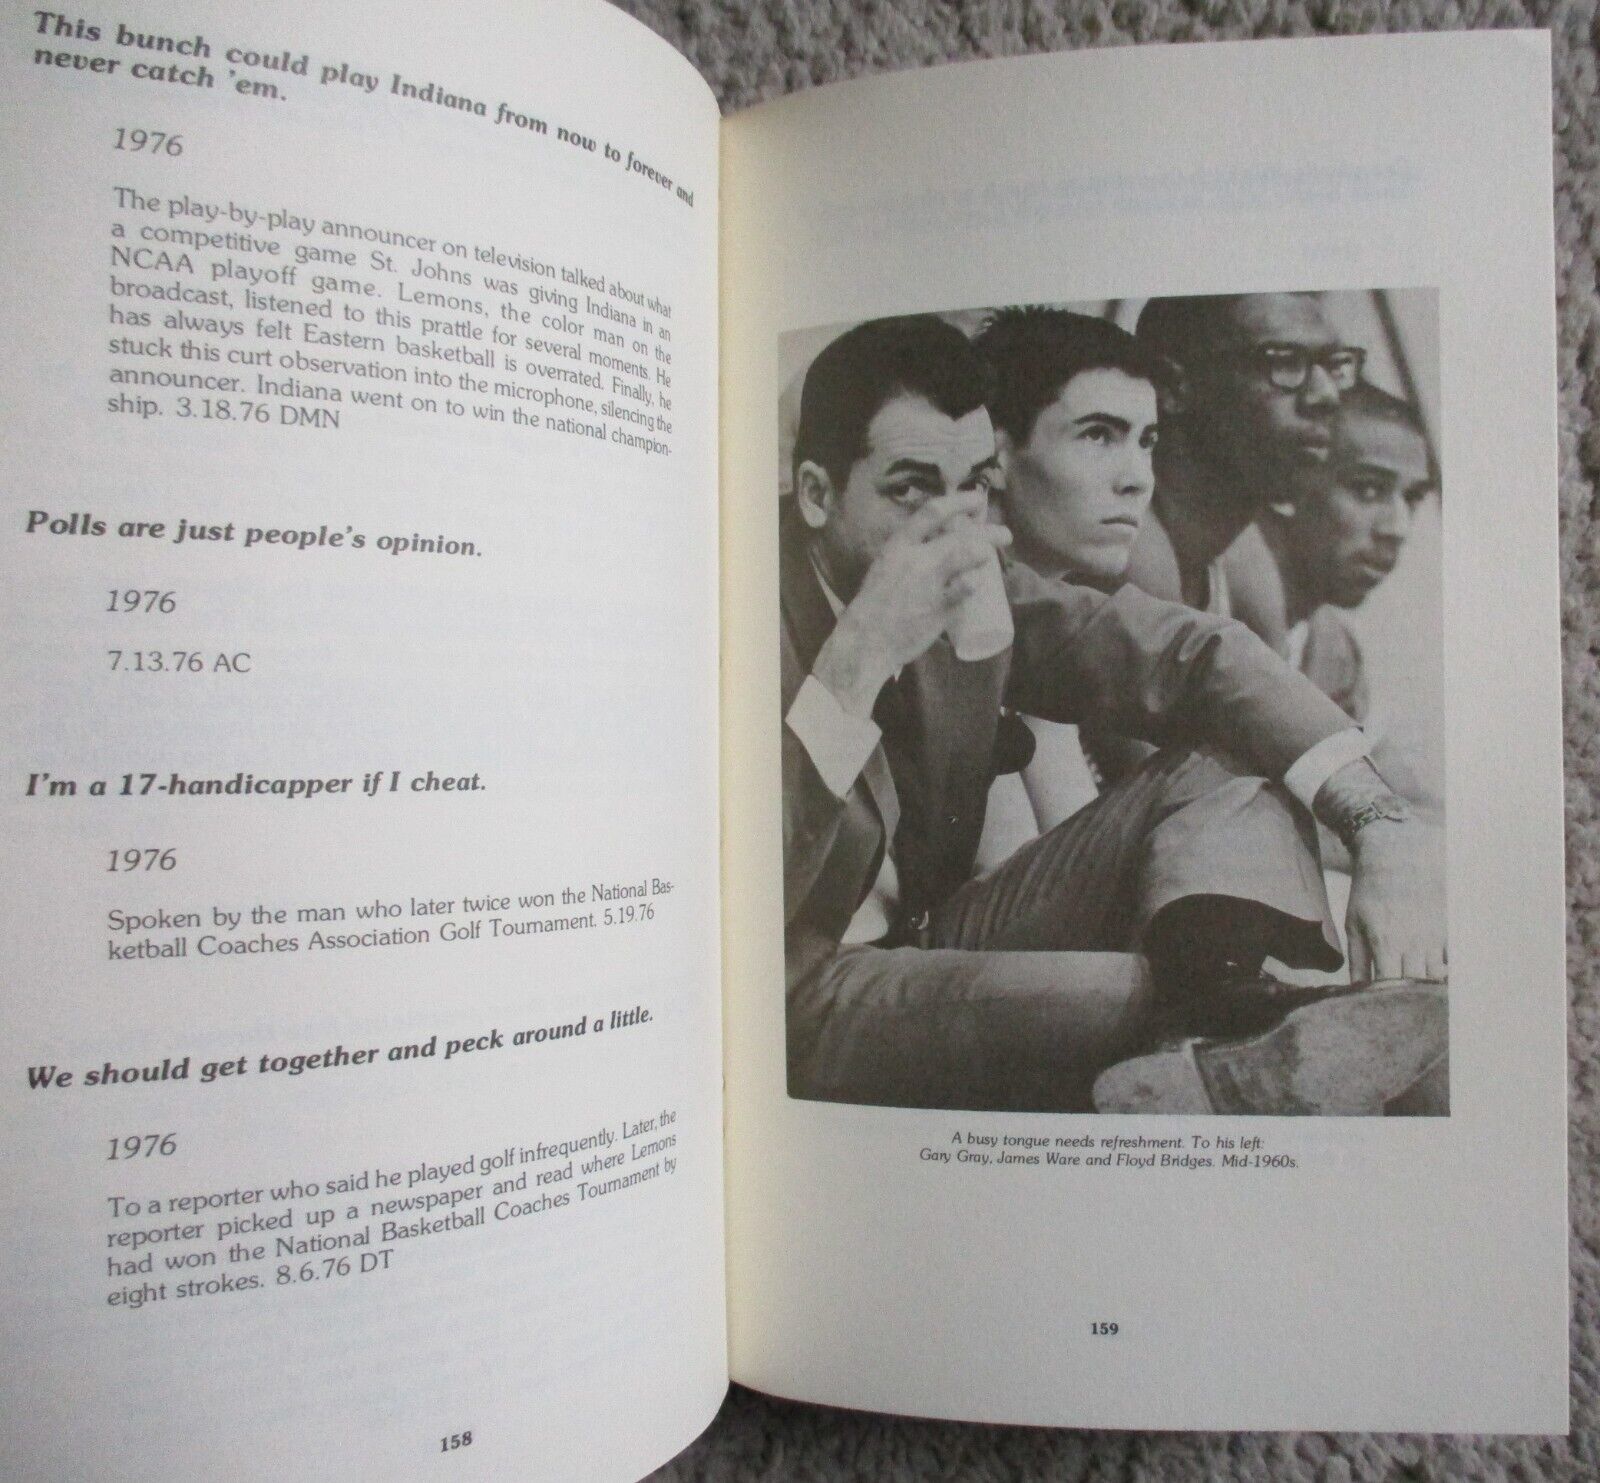 This bunch could play Indiana from now to forever and
never catch 'em.
1976
The play-by-play announcer on television talked about what
a competitive game St. Johns was giving Indiana in an
NCAA playoff game. Lemons, the color man on the
broadcast, listened to this prattle for several moments. He
has always felt Eastern basketball is overrated. Finally, he
stuck this curt observation into the microphone, silencing the
announcer. Indiana went on to win the national champion-
ship. 3.18.76 DMN
Polls are just people's opinion.
1976
7.13.76 AC
I'm a 17-handicapper if I cheat.
1976
Spoken by the man who later twice won the National Bas-
ketball Coaches Association Golf Tournament. 5.19.76
We should get together and peck around a little.
1976
To a reporter who said he played golf infrequently. Later, the
reporter picked up a newspaper and read where Lemons
had won the National Basketball Coaches Tournament by
eight strokes. 8.6.76 DT
158
A busy tongue needs refreshment. To his left:
Gary Gray, James Ware and Floyd Bridges. Mid-1960s.
159